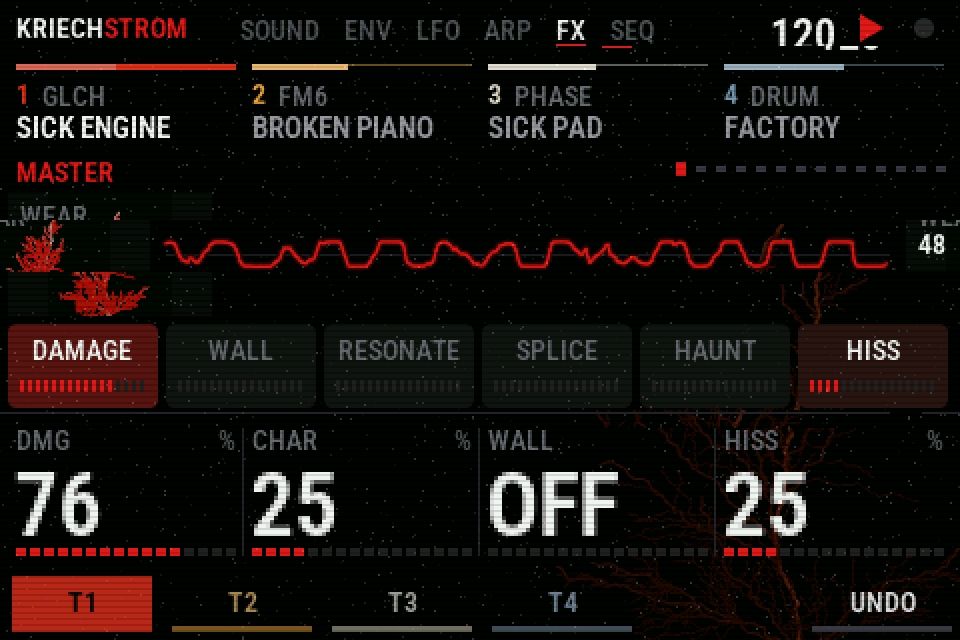 KRIECHSTROM SOUND ENV LFO ARP FX SEQ 120
1 GLCH 2 FM6 3 PHASE 4 DRUM
SICK ENGINE BROKEN PIANO SICK PAD FACTORY
MASTER
WEAR
48
DAMAGE WALL RESONATE SPLICE HAUNT HISS
DMG % CHAR % WALL HISS %
76 25 OFF 25
T1 T2 T3 T4 UNDO